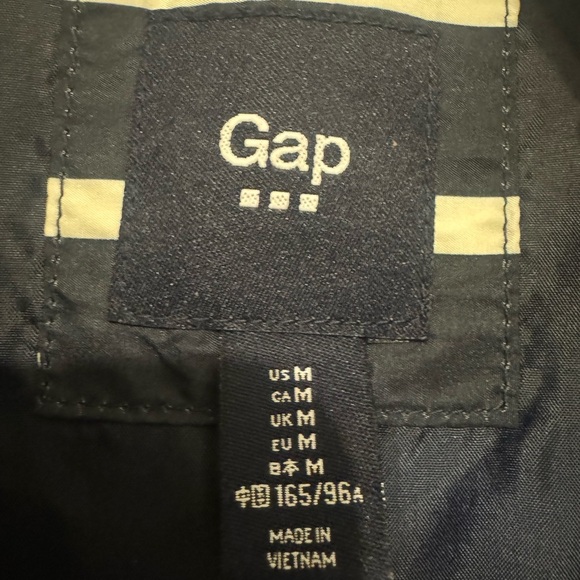 Gap
US M
CA M
UK M
EU M
日本 M
中国 165/96A
MADE IN
VIETNAM